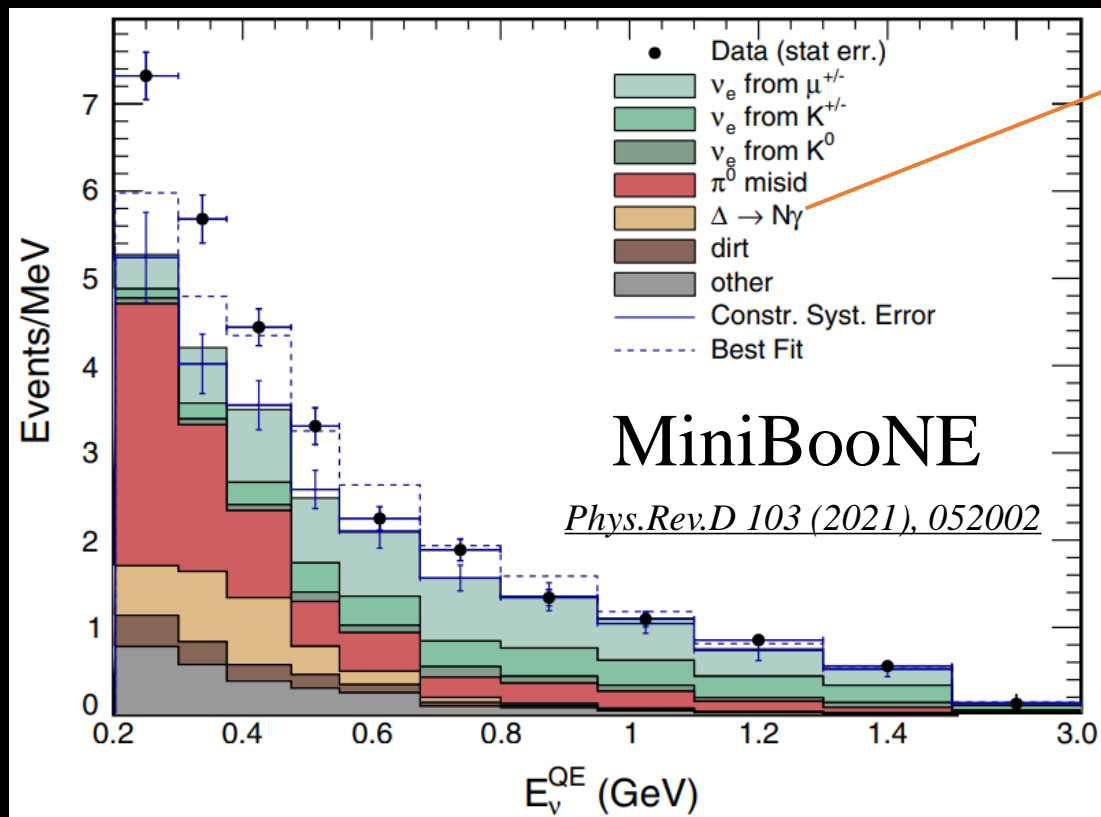 Data (stat err.)
νe from μ+/-
νe from K+/-
νe from K0
π0 misid
Δ → Nγ
dirt
other
Constr. Syst. Error
Best Fit
MiniBooNE
Phys.Rev.D 103 (2021), 052002
Events/MeV
7
6
5
4
3
2
1
0
0.2 0.4 0.6 0.8 1 1.2 1.4 3.0
EνQE (GeV)